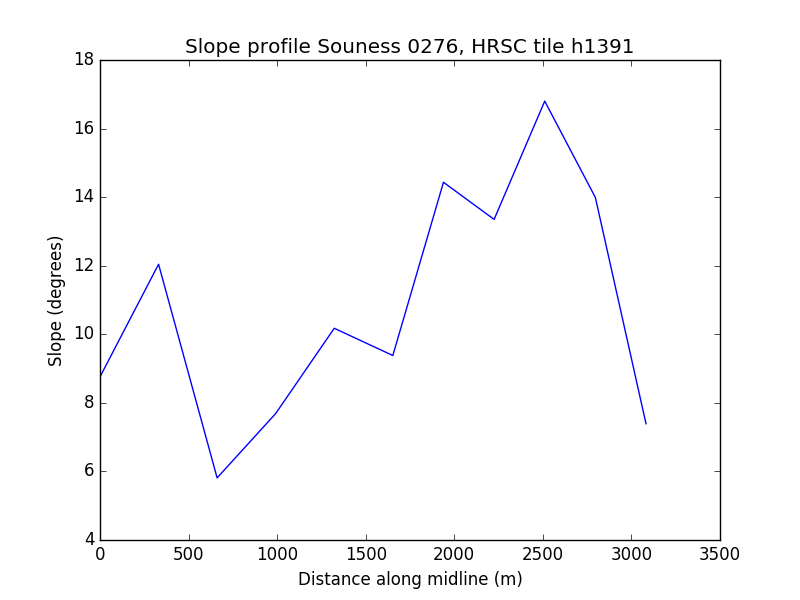 Slope profile Souness 0276, HRSC tile h1391
18
16
14
12
10
8
6
4
Slope (degrees)
0 500 1000 1500 2000 2500 3000 3500
Distance along midline (m)